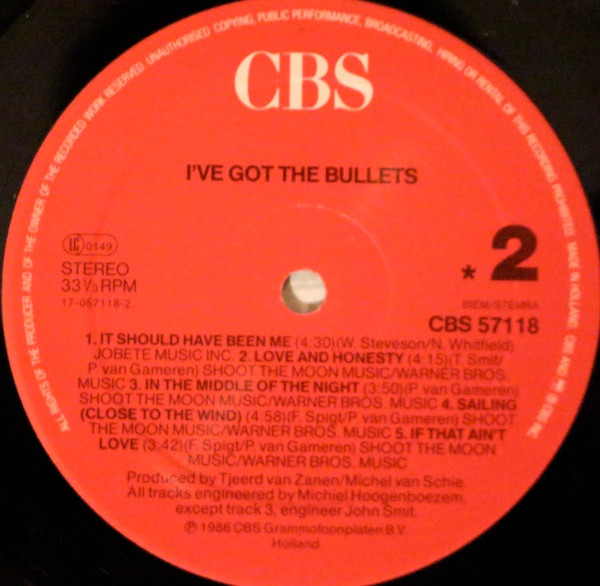 ALL RIGHTS OF THE PRODUCER AND OF THE OWNER OF THE RECORDED WORK RESERVED UNAUTHORISED COPYING, PUBLIC PERFORMANCE, BROADCASTING, HIRING OR RENTAL OF THIS RECORDING PROHIBITED MADE IN HOLLAND. CBS AND ARE ® CBS INC
CBS
I'VE GOT THE BULLETS
LC 0149
STEREO
33⅓ RPM
17-057118-2
* 2
BIEM/STEMRA
CBS 57118
1. IT SHOULD HAVE BEEN ME (4:30)(W. Steveson/N. Whitfield)
JOBETE MUSIC INC. 2. LOVE AND HONESTY (4:15)(T. Smit/
P van Gameren) SHOOT THE MOON MUSIC/WARNER BROS.
MUSIC 3. IN THE MIDDLE OF THE NIGHT (3:50)(P van Gameren)
SHOOT THE MOON MUSIC/WARNER BROS. MUSIC 4. SAILING
(CLOSE TO THE WIND) (4:58)(F. Spigt/P van Gameren) SHOOT
THE MOON MUSIC/WARNER BROS. MUSIC 5. IF THAT AIN'T
LOVE (3:42)(F. Spigt/P. van Gameren) SHOOT THE MOON
MUSIC/WARNER BROS. MUSIC
Produced by Tjeerd van Zanen/Michel van Schie.
All tracks engineered by Michiel Hoogenboezem,
except track 3, engineer John Smit.
℗ 1986 CBS Grammofoonplaten B.V.
Holland